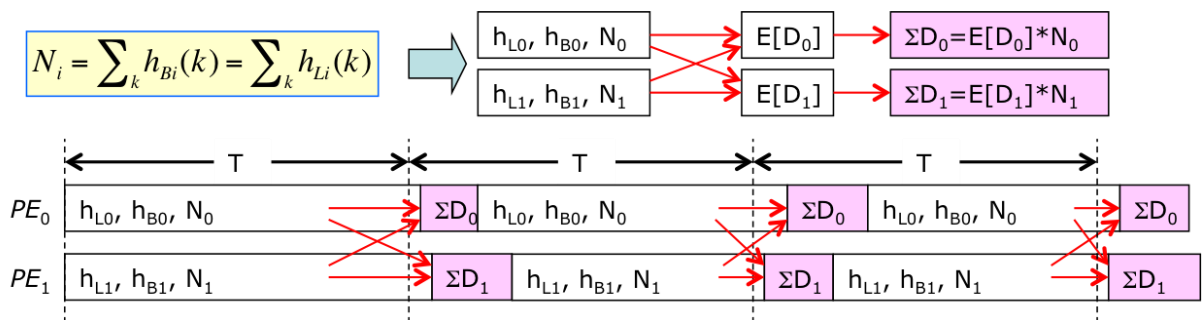 N_i = ∑_k h_Bi(k) = ∑_k h_Li(k)
h_L0, h_B0, N_0
E[D_0]
ΣD_0=E[D_0]*N_0
h_L1, h_B1, N_1
E[D_1]
ΣD_1=E[D_1]*N_1
T T T
PE_0 h_L0, h_B0, N_0 ΣD_0 h_L0, h_B0, N_0 ΣD_0 h_L0, h_B0, N_0 ΣD_0
PE_1 h_L1, h_B1, N_1 ΣD_1 h_L1, h_B1, N_1 ΣD_1 h_L1, h_B1, N_1 ΣD_1